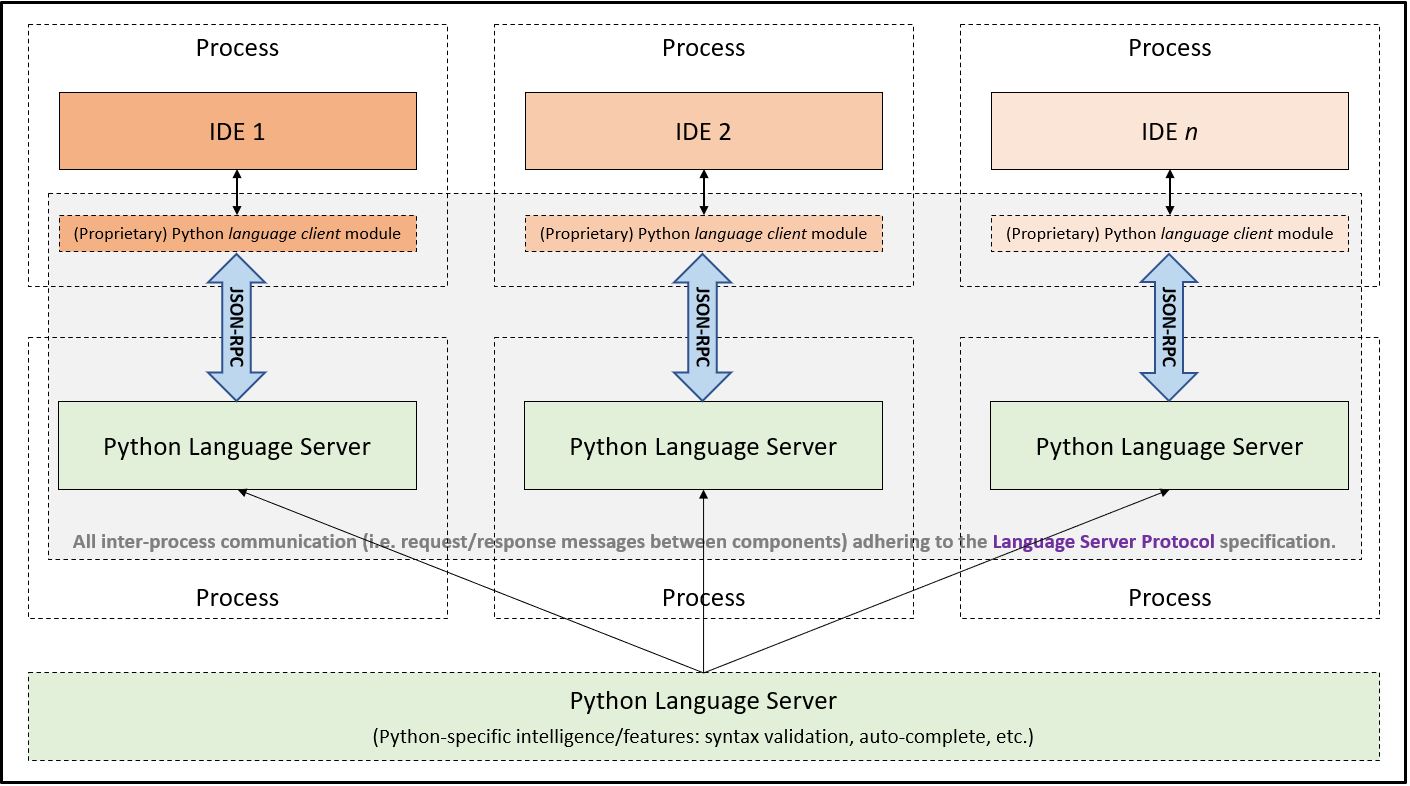 Process
Process
Process
IDE 1
IDE 2
IDE n
(Proprietary) Python language client module
(Proprietary) Python language client module
(Proprietary) Python language client module
JSON-RPC
JSON-RPC
JSON-RPC
Python Language Server
Python Language Server
Python Language Server
All inter-process communication (i.e. request/response messages between components) adhering to the Language Server Protocol specification.
Process
Process
Process
Python Language Server
(Python-specific intelligence/features: syntax validation, auto-complete, etc.)